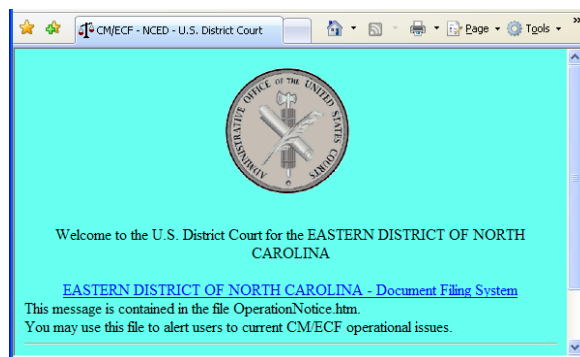 CM/ECF - NCED - U.S. District Court
Page
Tools
»
ADMINISTRATIVE OFFICE OF THE UNITED STATES COURTS
Welcome to the U.S. District Court for the EASTERN DISTRICT OF NORTH
CAROLINA
EASTERN DISTRICT OF NORTH CAROLINA - Document Filing System
This message is contained in the file OperationNotice.htm.
You may use this file to alert users to current CM/ECF operational issues.